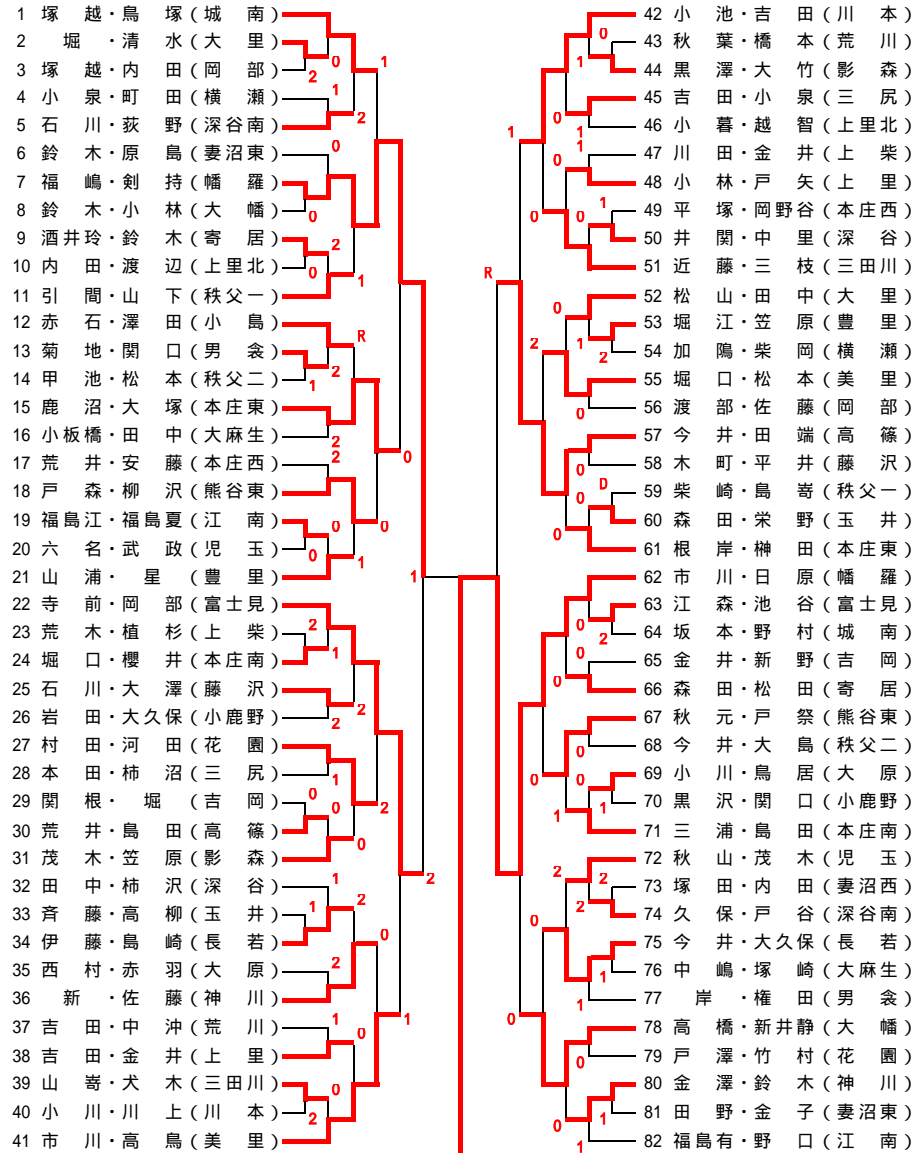 1 塚越・鳥塚(城南)
2 堀・清水(大里)
3 塚越・内田(岡部)
4 小泉・町田(横瀬)
5 石川・荻野(深谷南)
6 鈴木・原島(妻沼東)
7 福嶋・剣持(幡羅)
8 鈴木・小林(大幡)
9 酒井玲・鈴木(寄居)
10 内田・渡辺(上里北)
11 引間・山下(秩父一)
12 赤石・澤田(小島)
13 菊地・関口(男衾)
14 甲池・松本(秩父二)
15 鹿沼・大塚(本庄東)
16 小板橋・田中(大麻生)
17 荒井・安藤(本庄西)
18 戸森・柳沢(熊谷東)
19 福島江・福島夏(江南)
20 六名・武政(児玉)
21 山浦・星(豊里)
22 寺前・岡部(富士見)
23 荒木・植杉(上柴)
24 堀口・櫻井(本庄南)
25 石川・大澤(藤沢)
26 岩田・大久保(小鹿野)
27 村田・河田(花園)
28 本田・柿沼(三尻)
29 関根・堀(吉岡)
30 荒井・島田(高篠)
31 茂木・笠原(影森)
32 田中・柿沢(深谷)
33 斉藤・高柳(玉井)
34 伊藤・島崎(長若)
35 西村・赤羽(大原)
36 新・佐藤(神川)
37 吉田・中沖(荒川)
38 吉田・金井(上里)
39 山嵜・犬木(三田川)
40 小川・川上(川本)
41 市川・高鳥(美里)
42 小池・吉田(川本)
43 秋葉・橋本(荒川)
44 黒澤・大竹(影森)
45 吉田・小泉(三尻)
46 小暮・越智(上里北)
47 川田・金井(上柴)
48 小林・戸矢(上里)
49 平塚・岡野谷(本庄西)
50 井関・中里(深谷)
51 近藤・三枝(三田川)
52 松山・田中(大里)
53 堀江・笠原(豊里)
54 加隝・柴岡(横瀬)
55 堀口・松本(美里)
56 渡部・佐藤(岡部)
57 今井・田端(高篠)
58 木町・平井(藤沢)
59 柴崎・島嵜(秩父一)
60 森田・栄野(玉井)
61 根岸・榊田(本庄東)
62 市川・日原(幡羅)
63 江森・池谷(富士見)
64 坂本・野村(城南)
65 金井・新野(吉岡)
66 森田・松田(寄居)
67 秋元・戸祭(熊谷東)
68 今井・大島(秩父二)
69 小川・鳥居(大原)
70 黒沢・関口(小鹿野)
71 三浦・島田(本庄南)
72 秋山・茂木(児玉)
73 塚田・内田(妻沼西)
74 久保・戸谷(深谷南)
75 今井・大久保(長若)
76 中嶋・塚崎(大麻生)
77 岸・権田(男衾)
78 高橋・新井静(大幡)
79 戸澤・竹村(花園)
80 金澤・鈴木(神川)
81 田野・金子(妻沼東)
82 福島有・野口(江南)